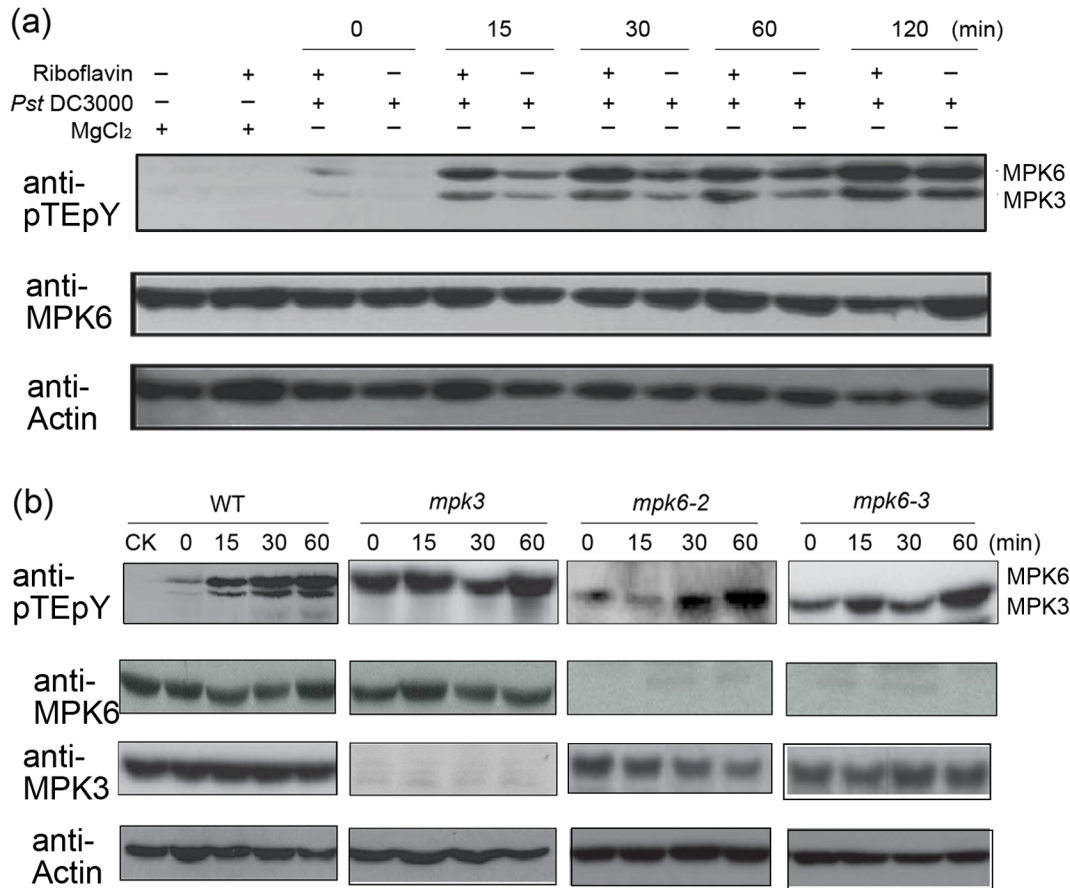 (a)
0 15 30 60 120 (min)
Riboflavin − + + − + − + − + − + −
Pst DC3000 − − + + + + + + + + + +
MgCl₂ + + − − − − − − − − − −
anti-
pTEpY
MPK6
MPK3
anti-
MPK6
anti-
Actin
(b)
WT mpk3 mpk6-2 mpk6-3
CK 0 15 30 60 0 15 30 60 0 15 30 60 0 15 30 60 (min)
anti-
pTEpY
MPK6
MPK3
anti-
MPK6
anti-
MPK3
anti-
Actin